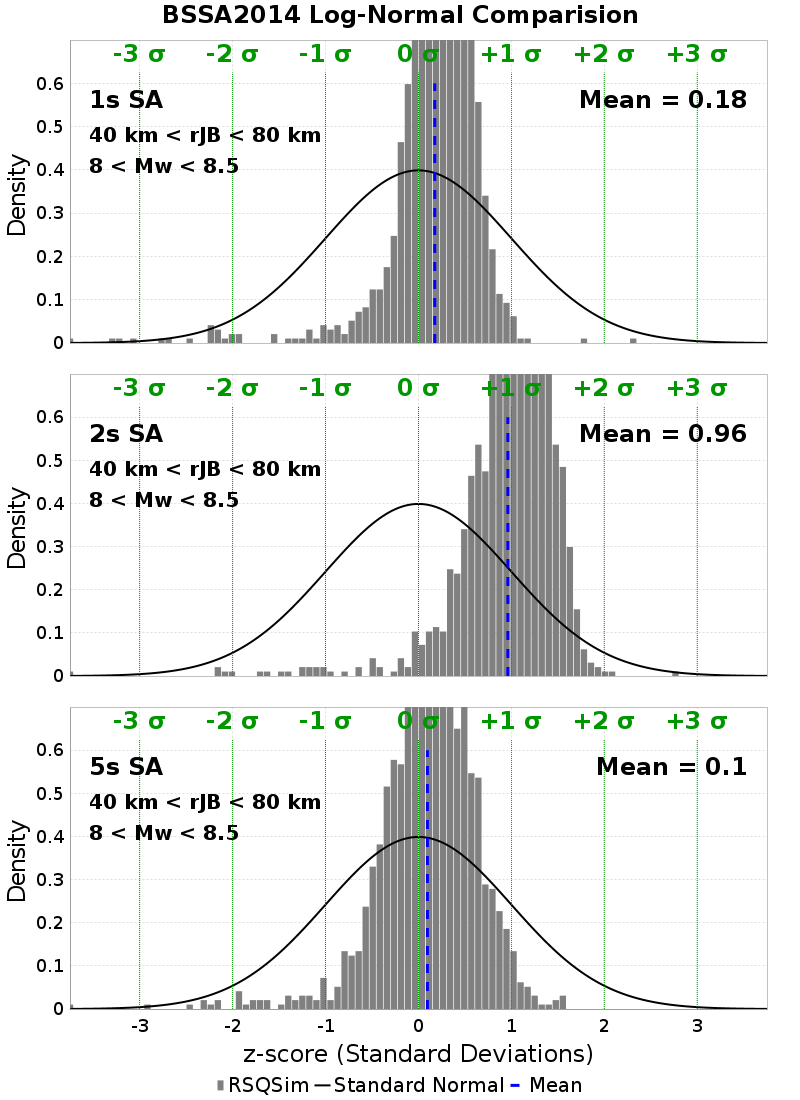 BSSA2014 Log-Normal Comparision
-3 σ -2 σ -1 σ 0 σ +1 σ +2 σ +3 σ
0.6
1s SA Mean = 0.18
0.5
40 km < rJB < 80 km
8 < Mw < 8.5
0.4
0.3
0.2
0.1
0
Density
-3 σ -2 σ -1 σ 0 σ +1 σ +2 σ +3 σ
0.6
2s SA Mean = 0.96
0.5
40 km < rJB < 80 km
8 < Mw < 8.5
0.4
0.3
0.2
0.1
0
Density
-3 σ -2 σ -1 σ 0 σ +1 σ +2 σ +3 σ
0.6
5s SA Mean = 0.1
0.5
40 km < rJB < 80 km
8 < Mw < 8.5
0.4
0.3
0.2
0.1
0
Density
-3 -2 -1 0 1 2 3
z-score (Standard Deviations)
RSQSim Standard Normal Mean